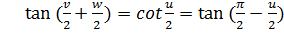 tan (v/2 + w/2) = cot u/2 = tan (π/2 − u/2)